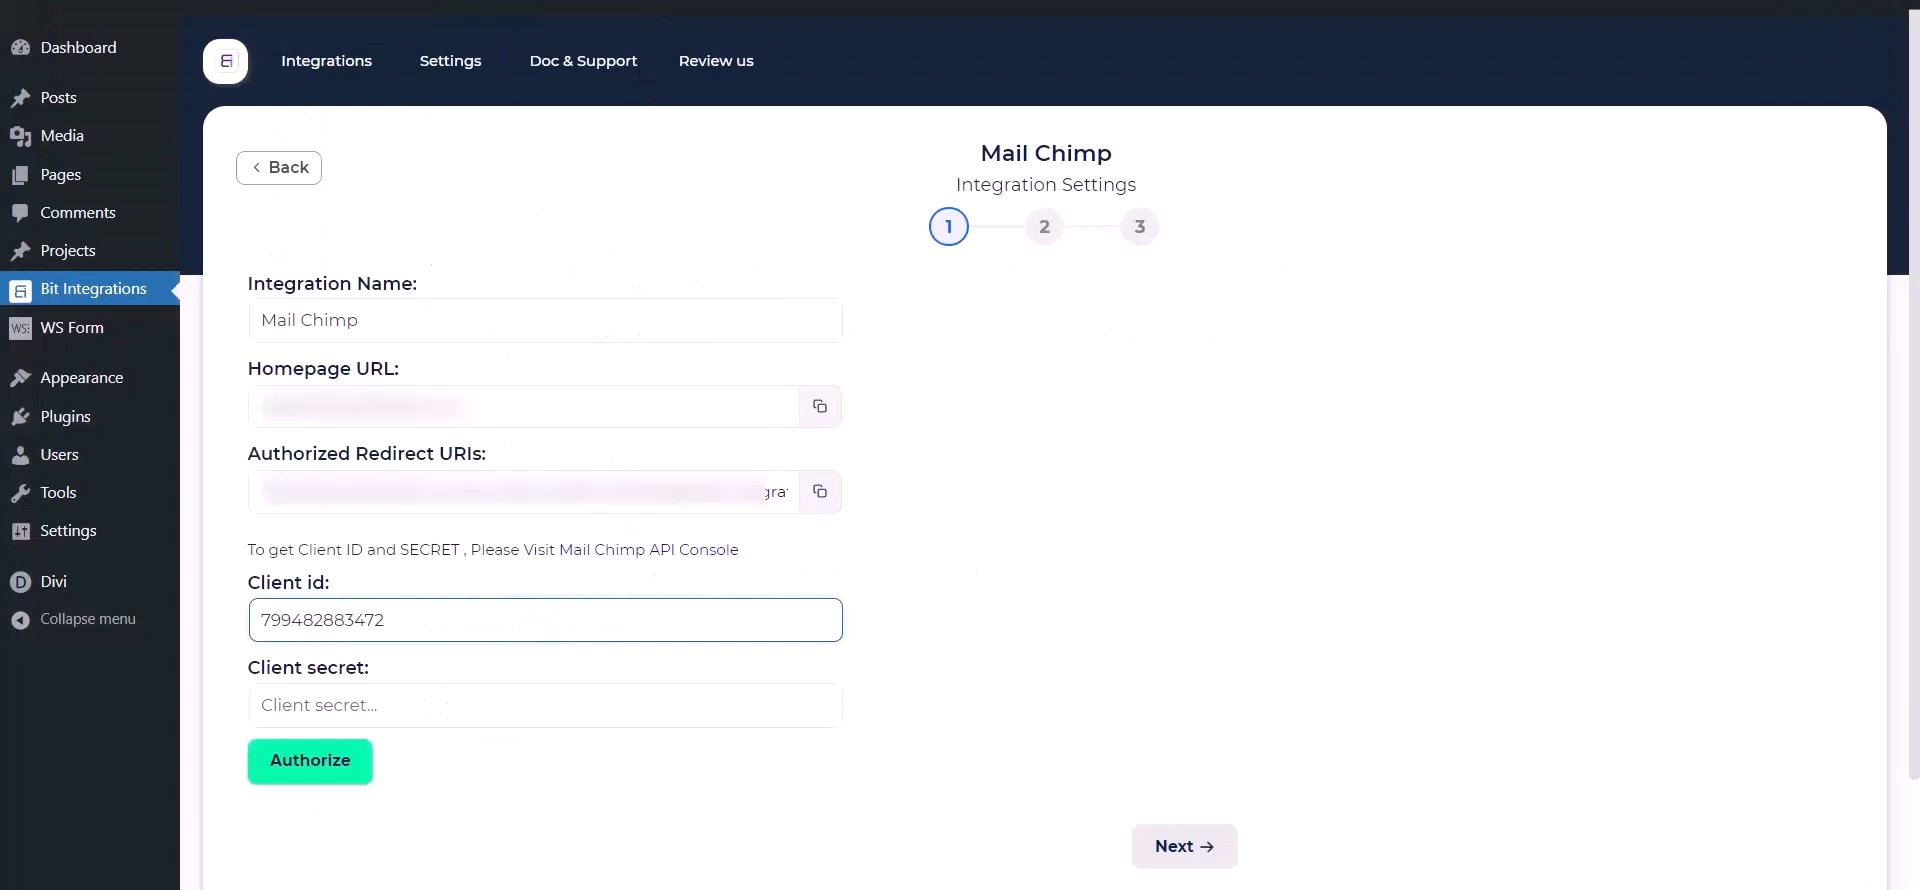 Dashboard
Posts
Media
Pages
Comments
Projects
Bit Integrations
WS Form
Appearance
Plugins
Users
Tools
Settings
Divi
Collapse menu
Integrations
Settings
Doc & Support
Review us
Back
Mail Chimp
Integration Settings
1
2
3
Integration Name:
Mail Chimp
Homepage URL:
Authorized Redirect URIs:
To get Client ID and SECRET , Please Visit Mail Chimp API Console
Client id:
799482883472
Client secret:
Client secret...
Authorize
Next →